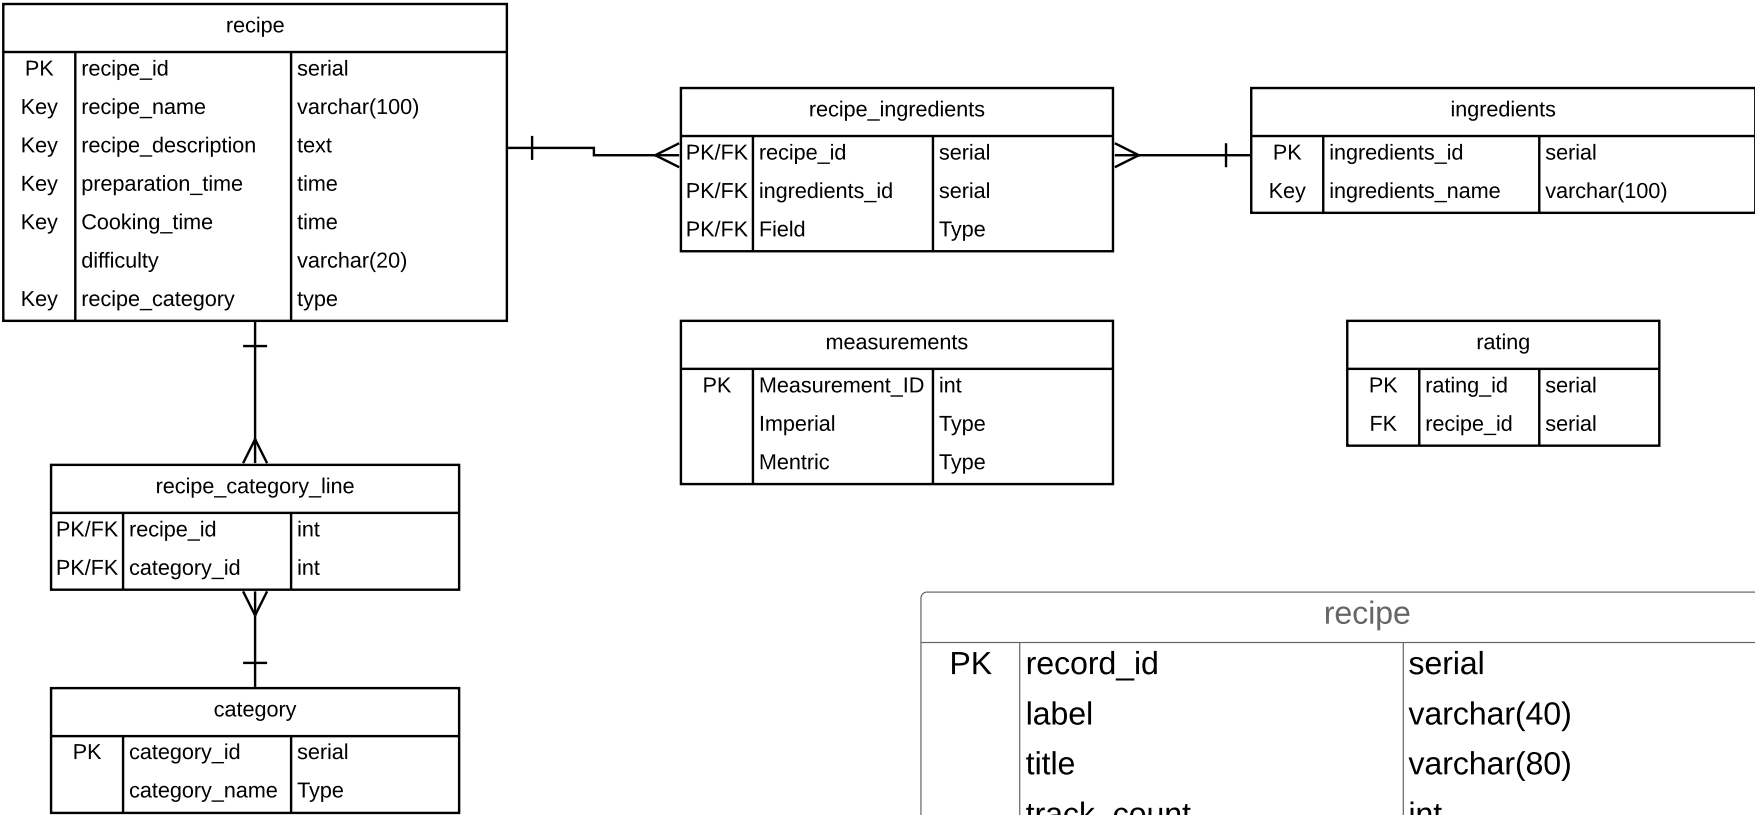 recipe
PK recipe_id serial
Key recipe_name varchar(100)
Key recipe_description text
Key preparation_time time
Key Cooking_time time
difficulty varchar(20)
Key recipe_category type
recipe_ingredients
PK/FK recipe_id serial
PK/FK ingredients_id serial
PK/FK Field Type
ingredients
PK ingredients_id serial
Key ingredients_name varchar(100)
measurements
PK Measurement_ID int
Imperial Type
Mentric Type
rating
PK rating_id serial
FK recipe_id serial
recipe_category_line
PK/FK recipe_id int
PK/FK category_id int
category
PK category_id serial
category_name Type
recipe
PK record_id serial
label varchar(40)
title varchar(80)
track_count int